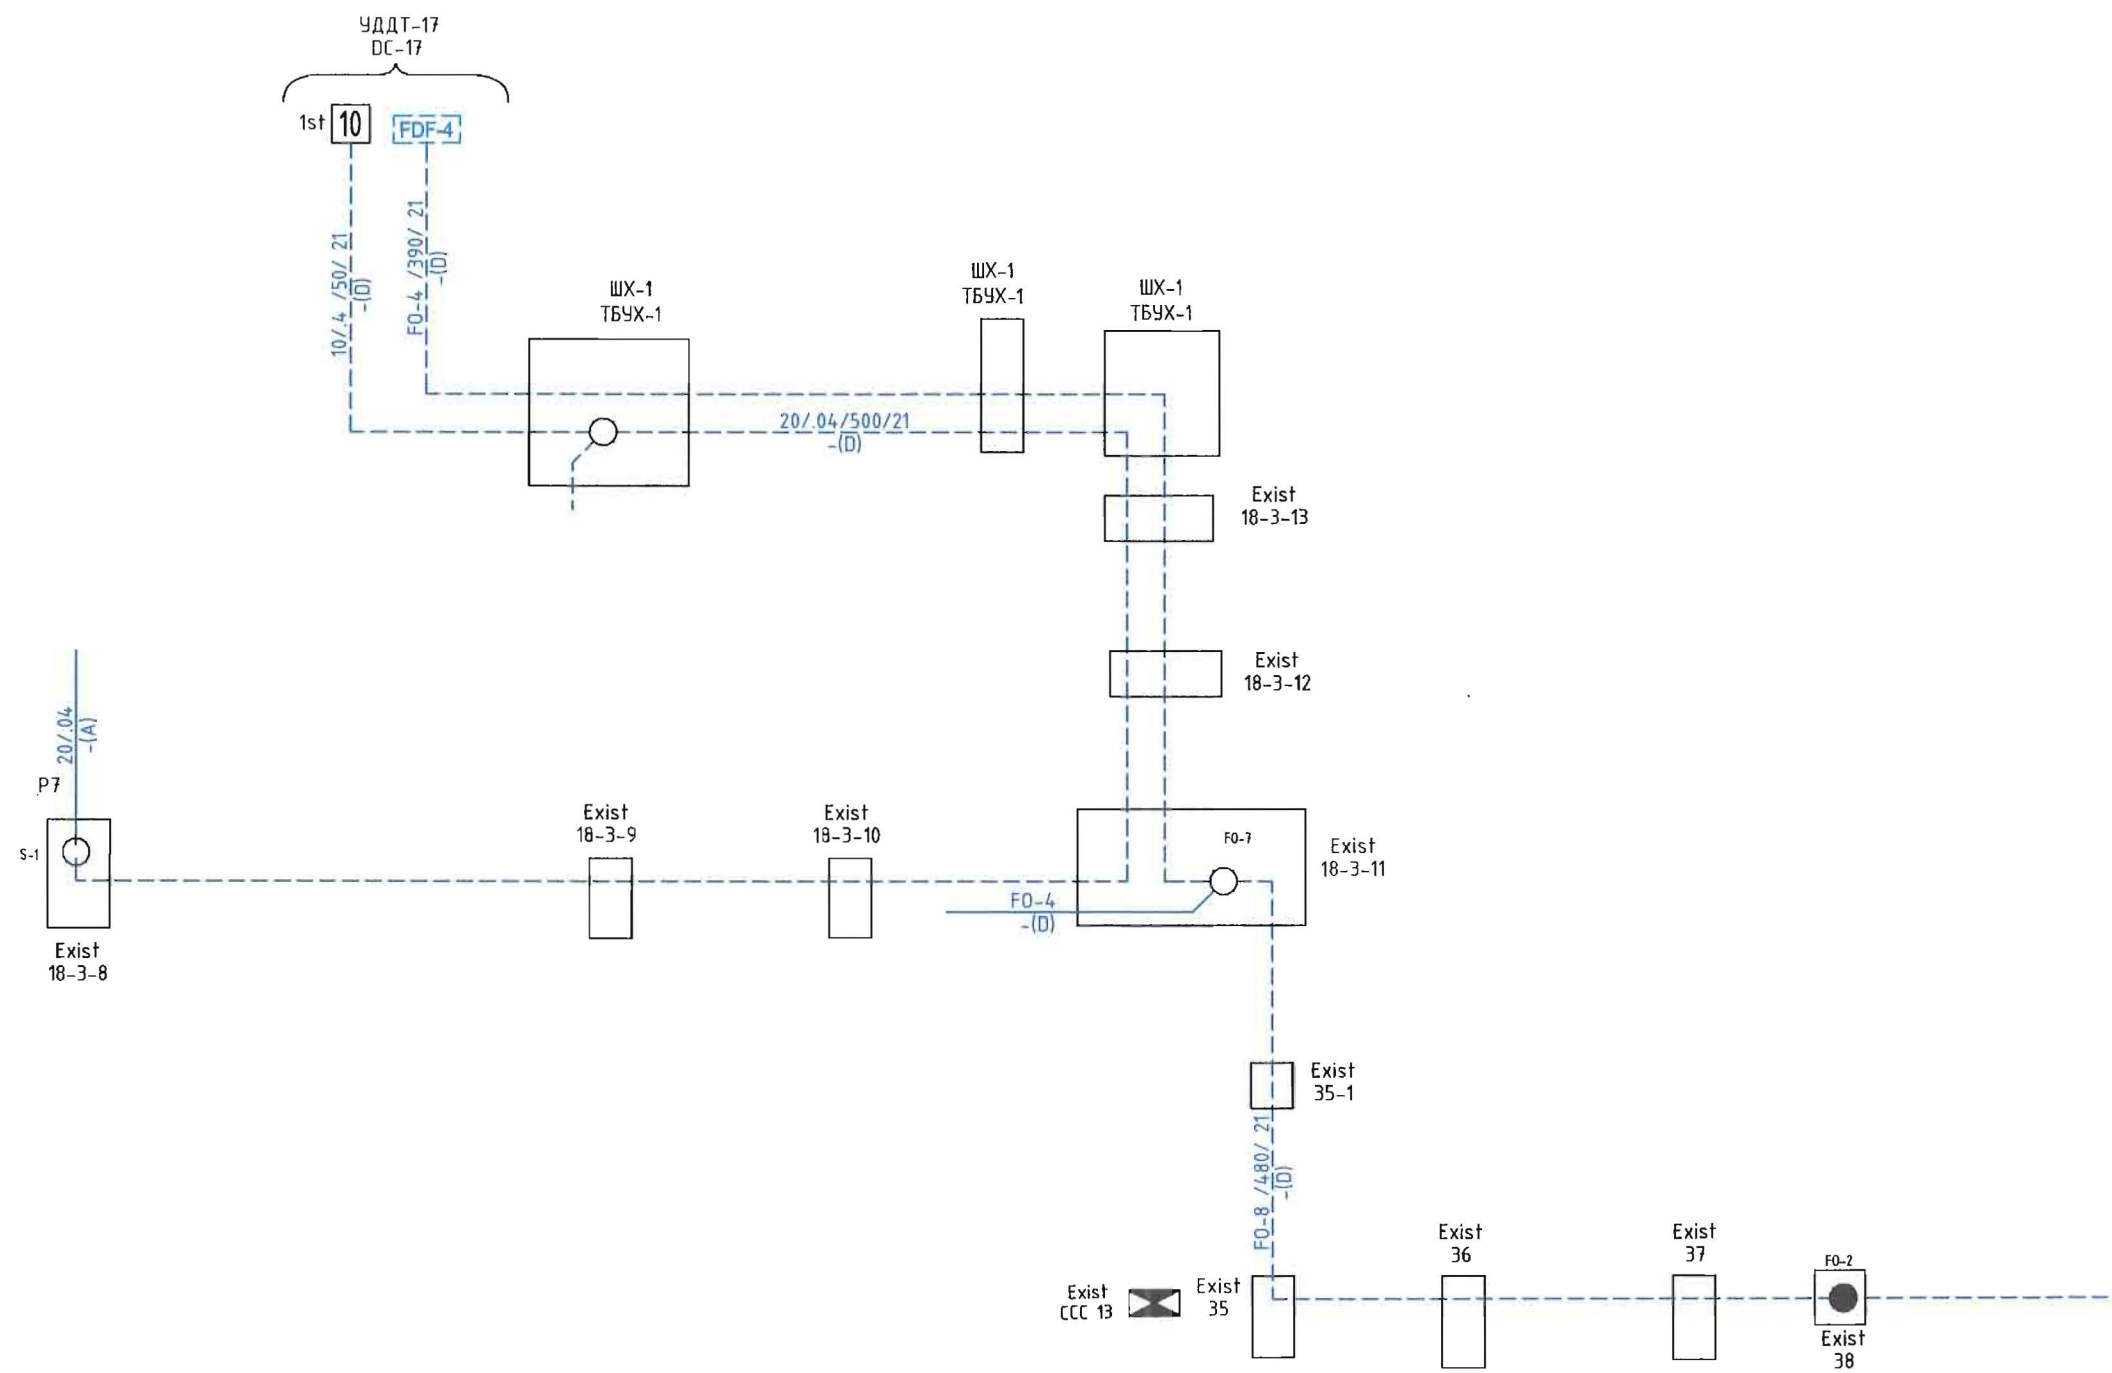 УДДТ-17
DC-17
1st
10
FDF-4
10/.4 /50/ 21
-(D)
FO-4 /390/ 21
-(D)
ШХ-1
ТБУХ-1
ШХ-1
ТБУХ-1
ШХ-1
ТБУХ-1
20/.04/500/21
-(D)
Exist
18-3-13
Exist
18-3-12
20/.04
-(A)
P7
S-1
Exist
18-3-8
Exist
18-3-9
Exist
18-3-10
FO-7
Exist
18-3-11
FO-4
-(D)
Exist
35-1
FO-8 /480/ 21
-(D)
Exist
CCC 13
Exist
35
Exist
36
Exist
37
FO-2
Exist
38